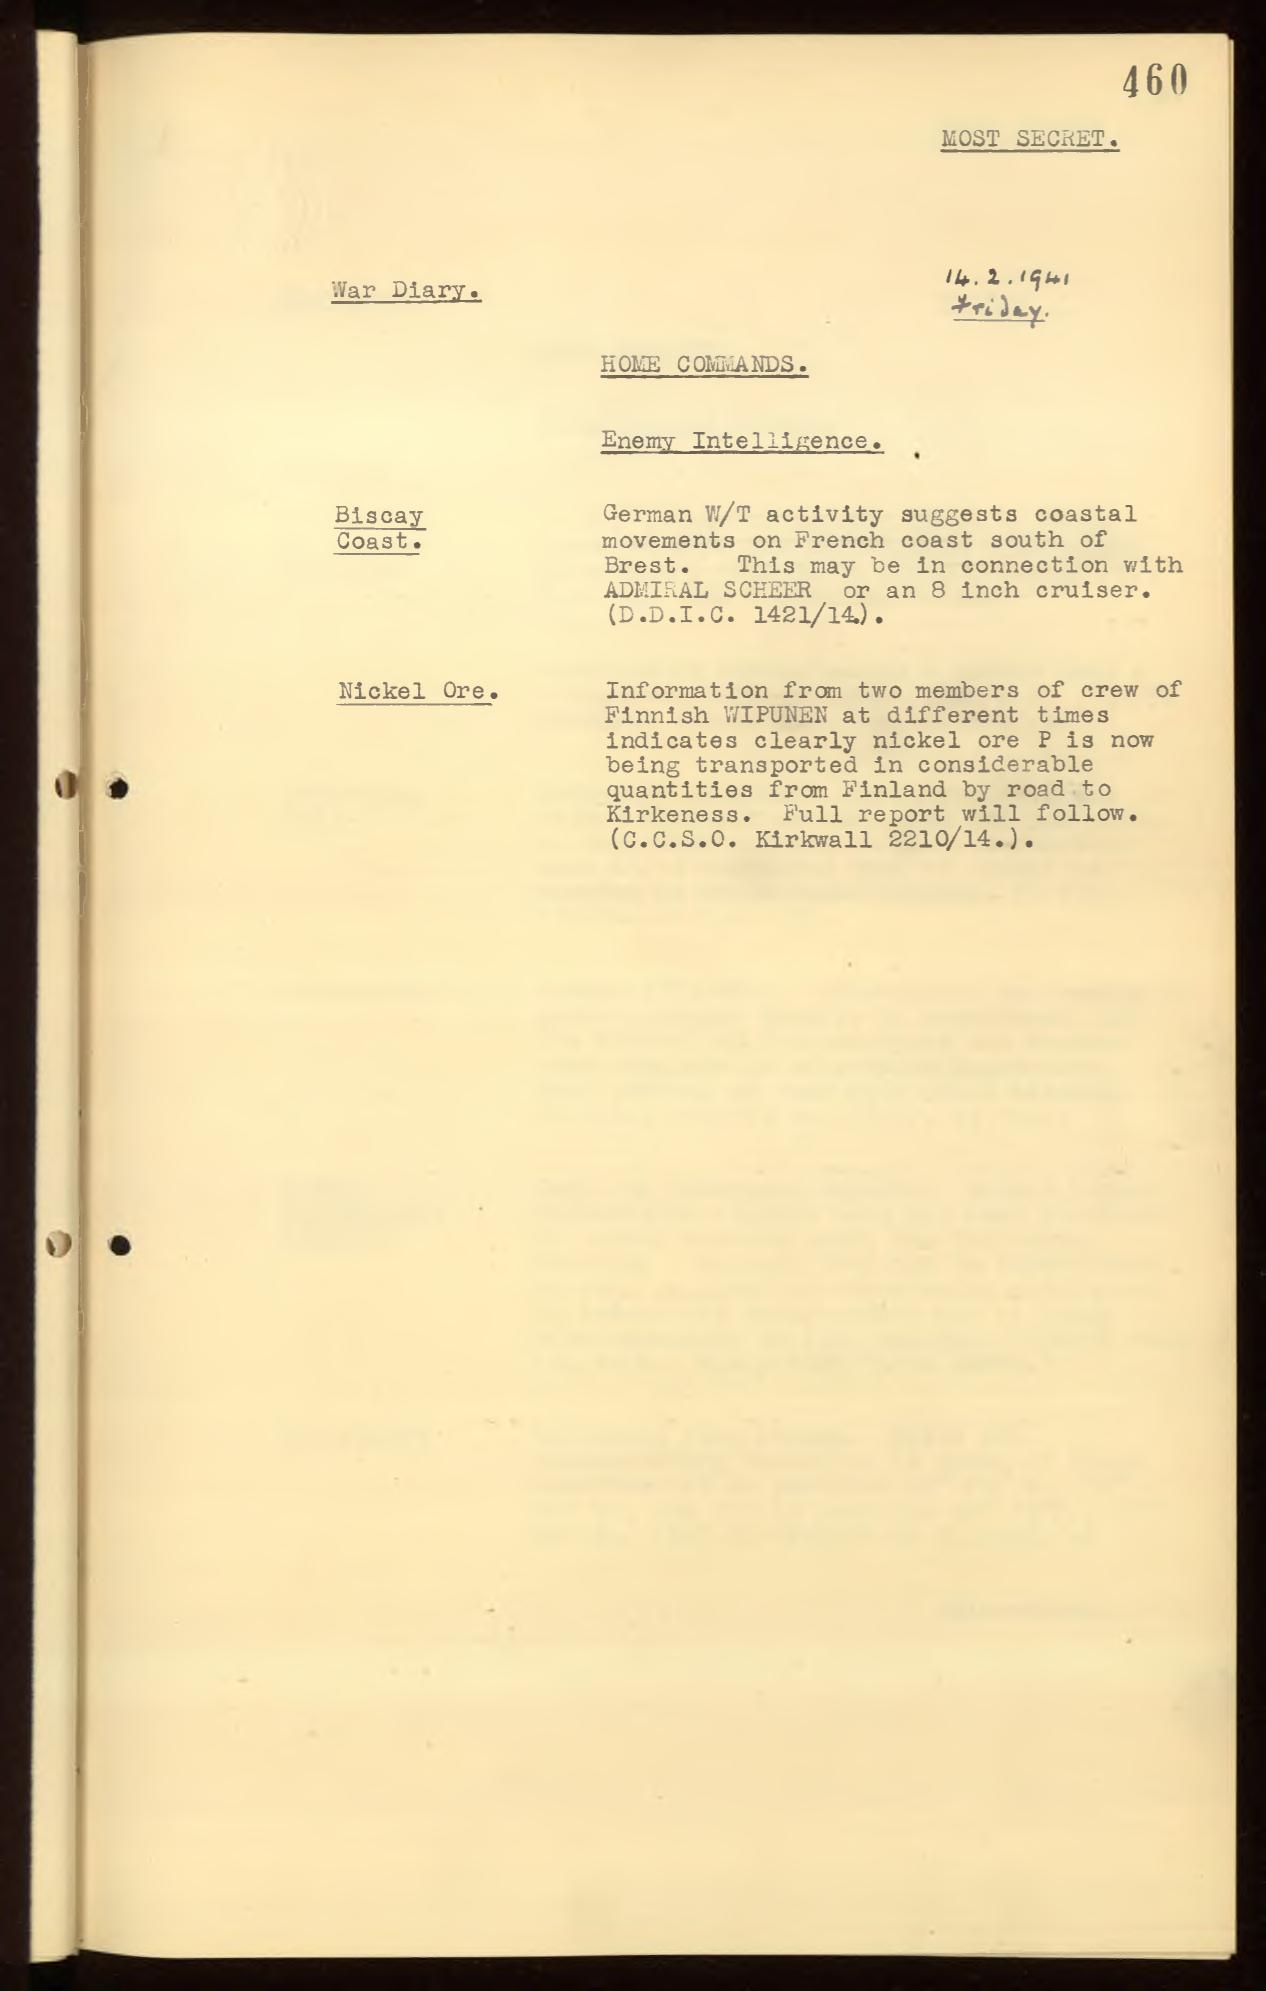 460
MOST SECRET.
War Diary.
14.2.1941
Friday.
HOME COMMANDS.
Enemy Intelligence.
Biscay
Coast.
German W/T activity suggests coastal
movements on French coast south of
Brest. This may be in connection with
ADMIRAL SCHEER or an 8 inch cruiser.
(D.D.I.C. 1421/14.).
Nickel Ore.
Information from two members of crew of
Finnish WIPUNEN at different times
indicates clearly nickel ore P is now
being transported in considerable
quantities from Finland by road to
Kirkeness. Full report will follow.
(C.C.S.O. Kirkwall 2210/14.).